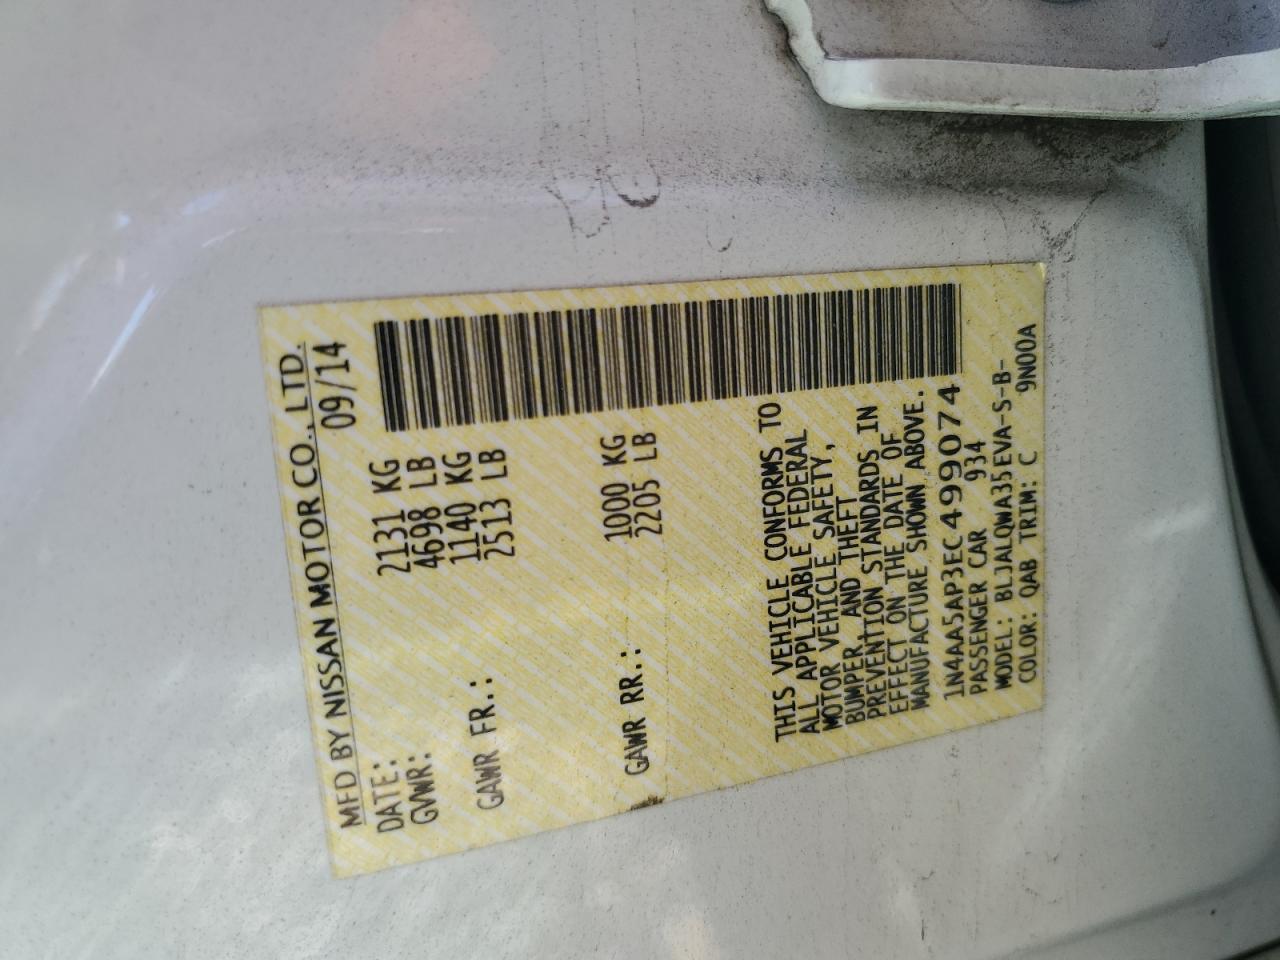 MFD BY NISSAN MOTOR CO., LTD.
DATE: 09/14
GVWR: 2131 KG
4698 LB
GAWR FR.: 1140 KG
2513 LB
GAWR RR.: 1000 KG
2205 LB
THIS VEHICLE CONFORMS TO
ALL APPLICABLE FEDERAL
MOTOR VEHICLE SAFETY,
BUMPER, AND THEFT
PREVENTION STANDARDS IN
EFFECT ON THE DATE OF
MANUFACTURE SHOWN ABOVE.
1N4AA5AP3EC499074
PASSENGER CAR 934
MODEL: BLJALQWA35EVA-S-B-
COLOR: QAB TRIM: C 9N00A